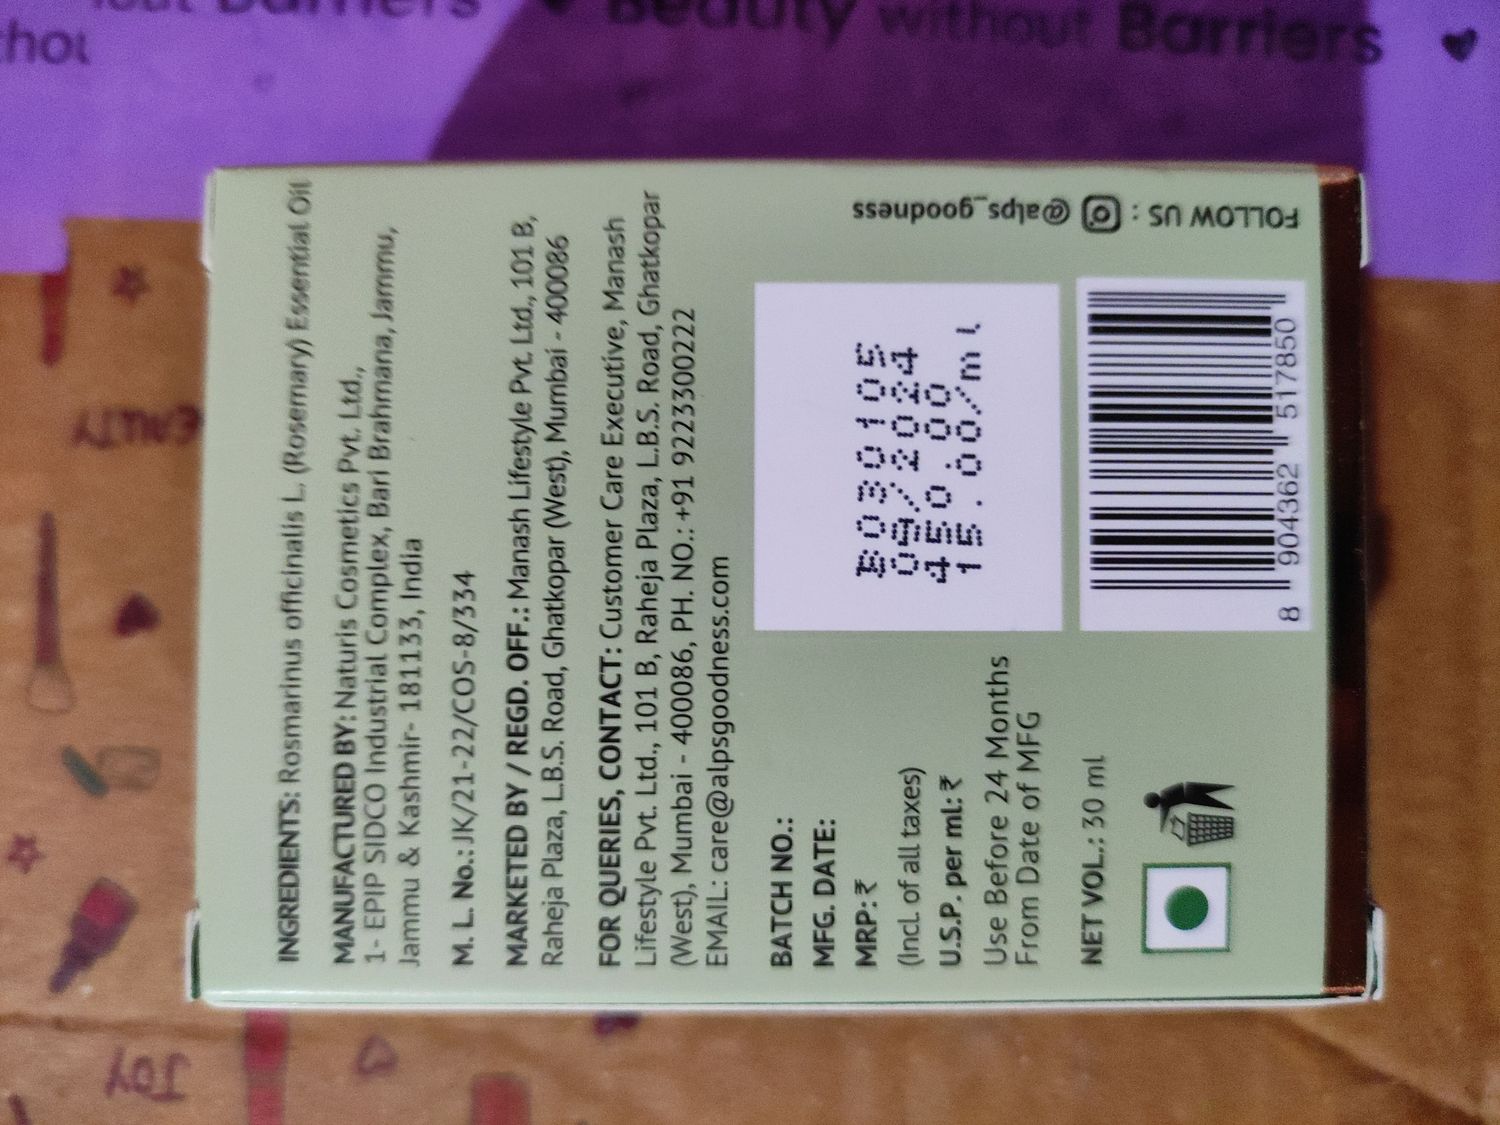 INGREDIENTS: Rosmarinus officinalis L. (Rosemary) Essential Oil
MANUFACTURED BY: Naturis Cosmetics Pvt. Ltd.,
1- EPIP SIDCO Industrial Complex, Bari Brahmana, Jammu,
Jammu & Kashmir- 181133, India
M. L. No.: JK/21-22/COS-8/334
MARKETED BY / REGD. OFF.: Manash Lifestyle Pvt. Ltd., 101 B,
Raheja Plaza, L.B.S. Road, Ghatkopar (West), Mumbai - 400086
FOR QUERIES, CONTACT: Customer Care Executive, Manash
Lifestyle Pvt. Ltd., 101 B, Raheja Plaza, L.B.S. Road, Ghatkopar
(West), Mumbai - 400086, PH. NO.: +91 9223300222
EMAIL: care@alpsgoodness.com
BATCH NO.:
MFG. DATE:
MRP: ₹
(Incl. of all taxes)
U.S.P. per ml: ₹
Use Before 24 Months
From Date of MFG
NET VOL.: 30 ml
E030105
09/2024
450.00
15.00/ml
8 904362 517850
FOLLOW US : @alps_goodness
Barriers
Beauty without Barriers
JOY